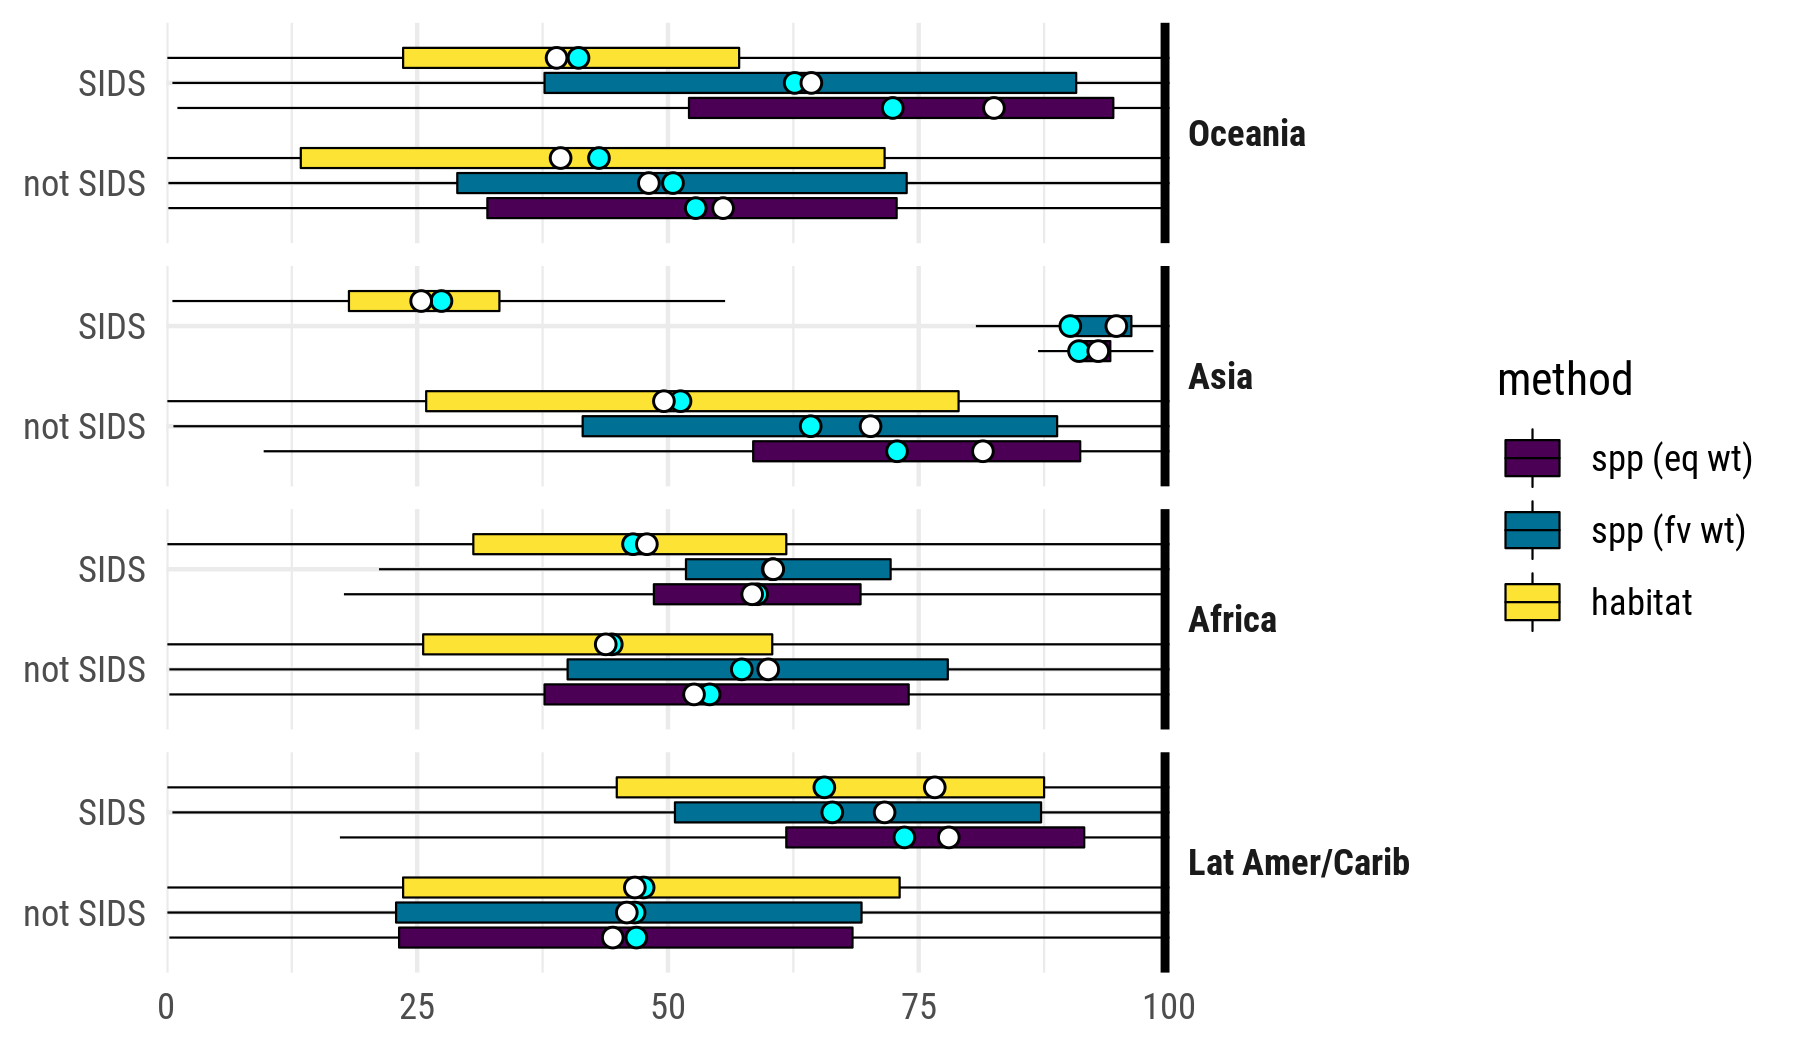 SIDS
not SIDS
Oceania
SIDS
not SIDS
Asia
SIDS
not SIDS
Africa
SIDS
not SIDS
Lat Amer/Carib
0 25 50 75 100
method
spp (eq wt)
spp (fv wt)
habitat